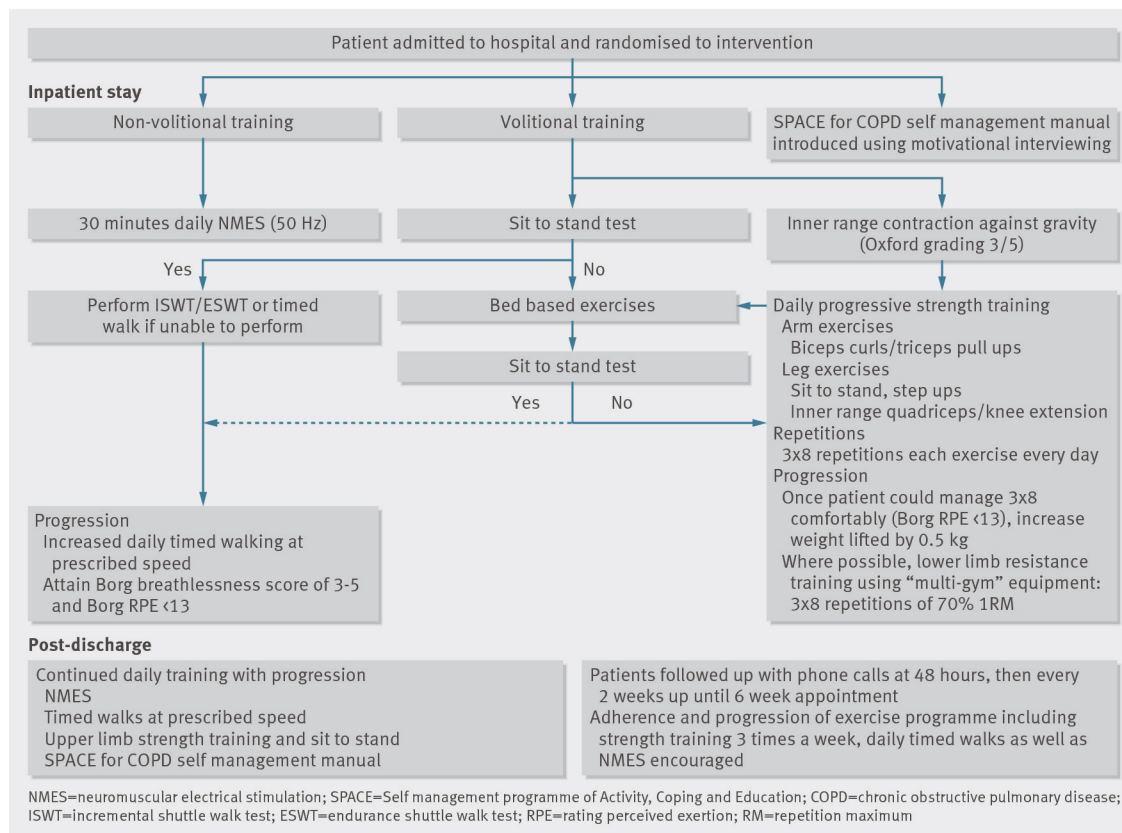 Patient admitted to hospital and randomised to intervention
Inpatient stay
Non-volitional training
Volitional training
SPACE for COPD self management manual
introduced using motivational interviewing
30 minutes daily NMES (50 Hz)
Sit to stand test
Inner range contraction against gravity
(Oxford grading 3/5)
Yes
No
Perform ISWT/ESWT or timed
walk if unable to perform
Bed based exercises
Sit to stand test
Yes
No
Daily progressive strength training
Arm exercises
Biceps curls/triceps pull ups
Leg exercises
Sit to stand, step ups
Inner range quadriceps/knee extension
Repetitions
3x8 repetitions each exercise every day
Progression
Once patient could manage 3x8
comfortably (Borg RPE <13), increase
weight lifted by 0.5 kg
Where possible, lower limb resistance
training using “multi-gym” equipment:
3x8 repetitions of 70% 1RM
Progression
Increased daily timed walking at
prescribed speed
Attain Borg breathlessness score of 3-5
and Borg RPE <13
Post-discharge
Continued daily training with progression
NMES
Timed walks at prescribed speed
Upper limb strength training and sit to stand
SPACE for COPD self management manual
Patients followed up with phone calls at 48 hours, then every
2 weeks up until 6 week appointment
Adherence and progression of exercise programme including
strength training 3 times a week, daily timed walks as well as
NMES encouraged
NMES=neuromuscular electrical stimulation; SPACE=Self management programme of Activity, Coping and Education; COPD=chronic obstructive pulmonary disease;
ISWT=incremental shuttle walk test; ESWT=endurance shuttle walk test; RPE=rating perceived exertion; RM=repetition maximum